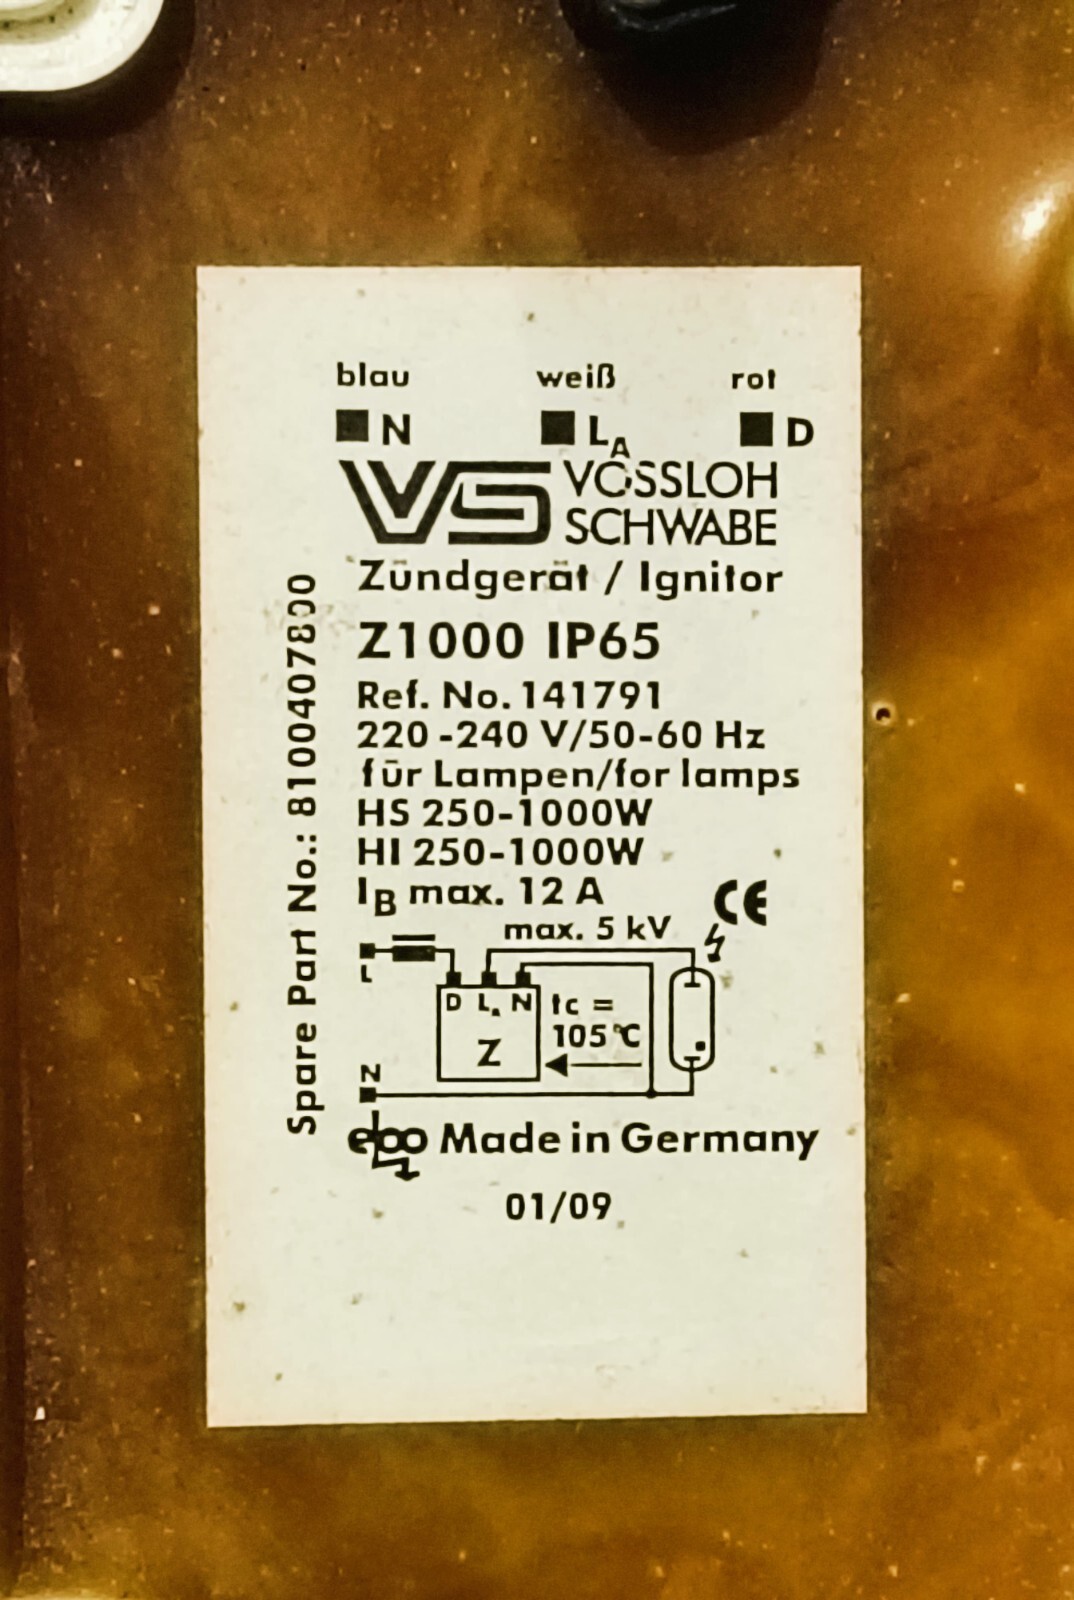 blau weiß rot
N LA D
VS VOSSLOH
SCHWABE
Zündgerät / Ignitor
Z1000 IP65
Ref. No. 141791
220-240 V/50-60 Hz
für Lampen/for lamps
HS 250-1000W
HI 250-1000W
IB max. 12 A
CE
max. 5 kV
L
D LA N tc =
105°C
Z
N
Made in Germany
01/09
Spare Part No.: 8100407800